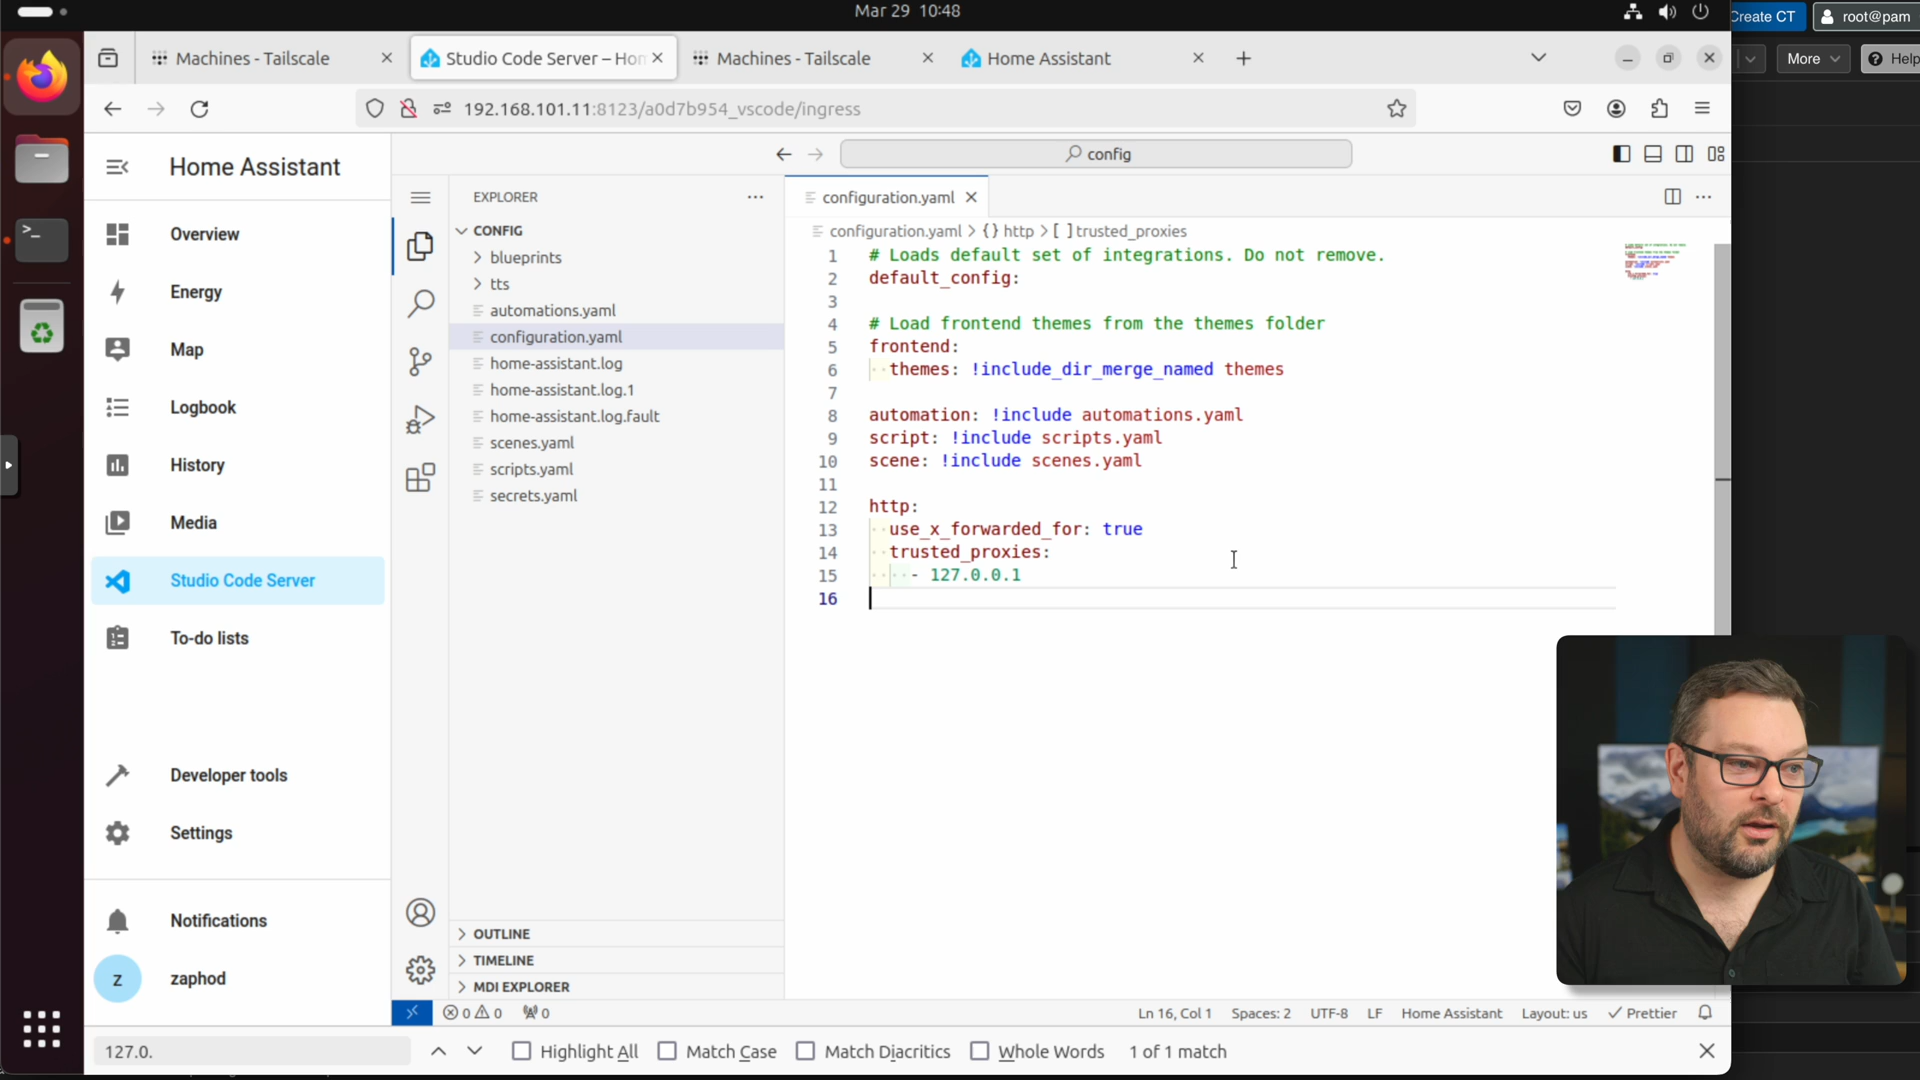 Mar 29 10:48
Create CT
root@pam
Machines - Tailscale
Studio Code Server – Hom
Machines - Tailscale
Home Assistant
More
Help
192.168.101.11:8123/a0d7b954_vscode/ingress
Home Assistant
config
EXPLORER
configuration.yaml
Overview
CONFIG
configuration.yaml > {} http > [ ] trusted_proxies
blueprints
tts
automations.yaml
configuration.yaml
home-assistant.log
home-assistant.log.1
home-assistant.log.fault
scenes.yaml
scripts.yaml
secrets.yaml
1 # Loads default set of integrations. Do not remove.
2 default_config:
3
4 # Load frontend themes from the themes folder
5 frontend:
6 themes: !include_dir_merge_named themes
7
8 automation: !include automations.yaml
9 script: !include scripts.yaml
10 scene: !include scenes.yaml
11
12 http:
13 use_x_forwarded_for: true
14 trusted_proxies:
15 - 127.0.0.1
16
Energy
Map
Logbook
History
Media
Studio Code Server
To-do lists
Developer tools
Settings
Notifications
z zaphod
OUTLINE
TIMELINE
MDI EXPLORER
0 0 0
Ln 16, Col 1 Spaces: 2 UTF-8 LF Home Assistant Layout: us Prettier
127.0.
Highlight All Match Case Match Diacritics Whole Words 1 of 1 match